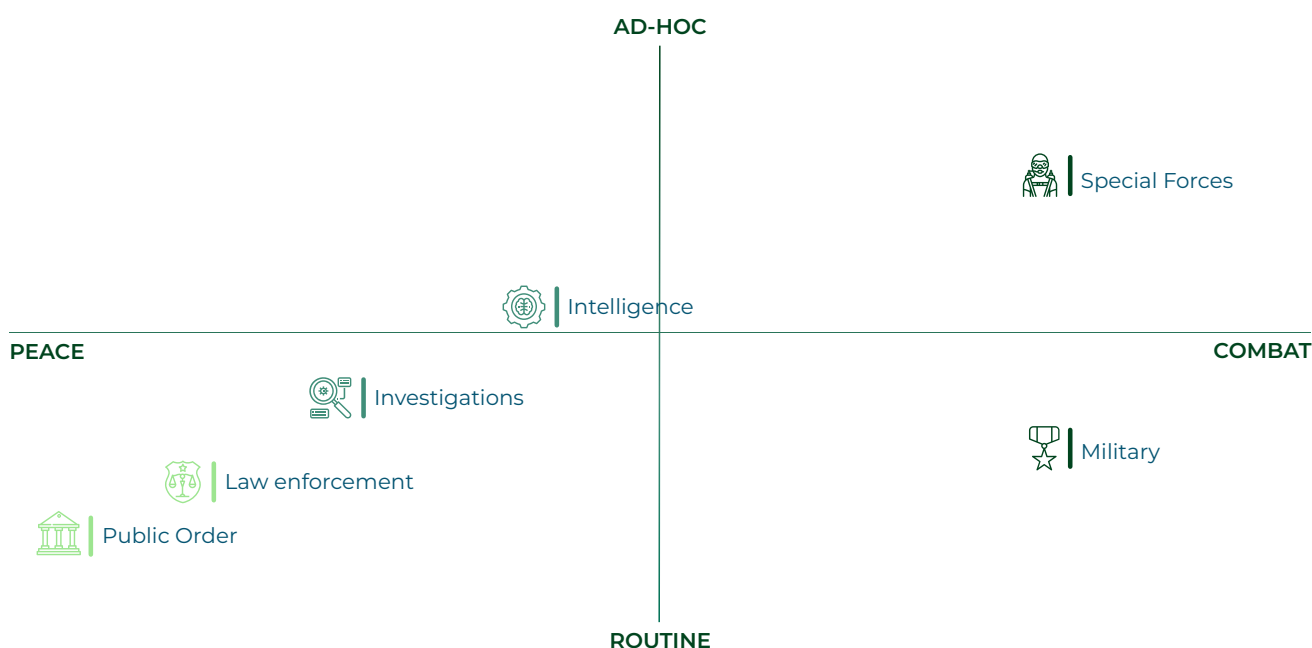 AD-HOC
Special Forces
Intelligence
PEACE
COMBAT
Investigations
Military
Law enforcement
Public Order
ROUTINE